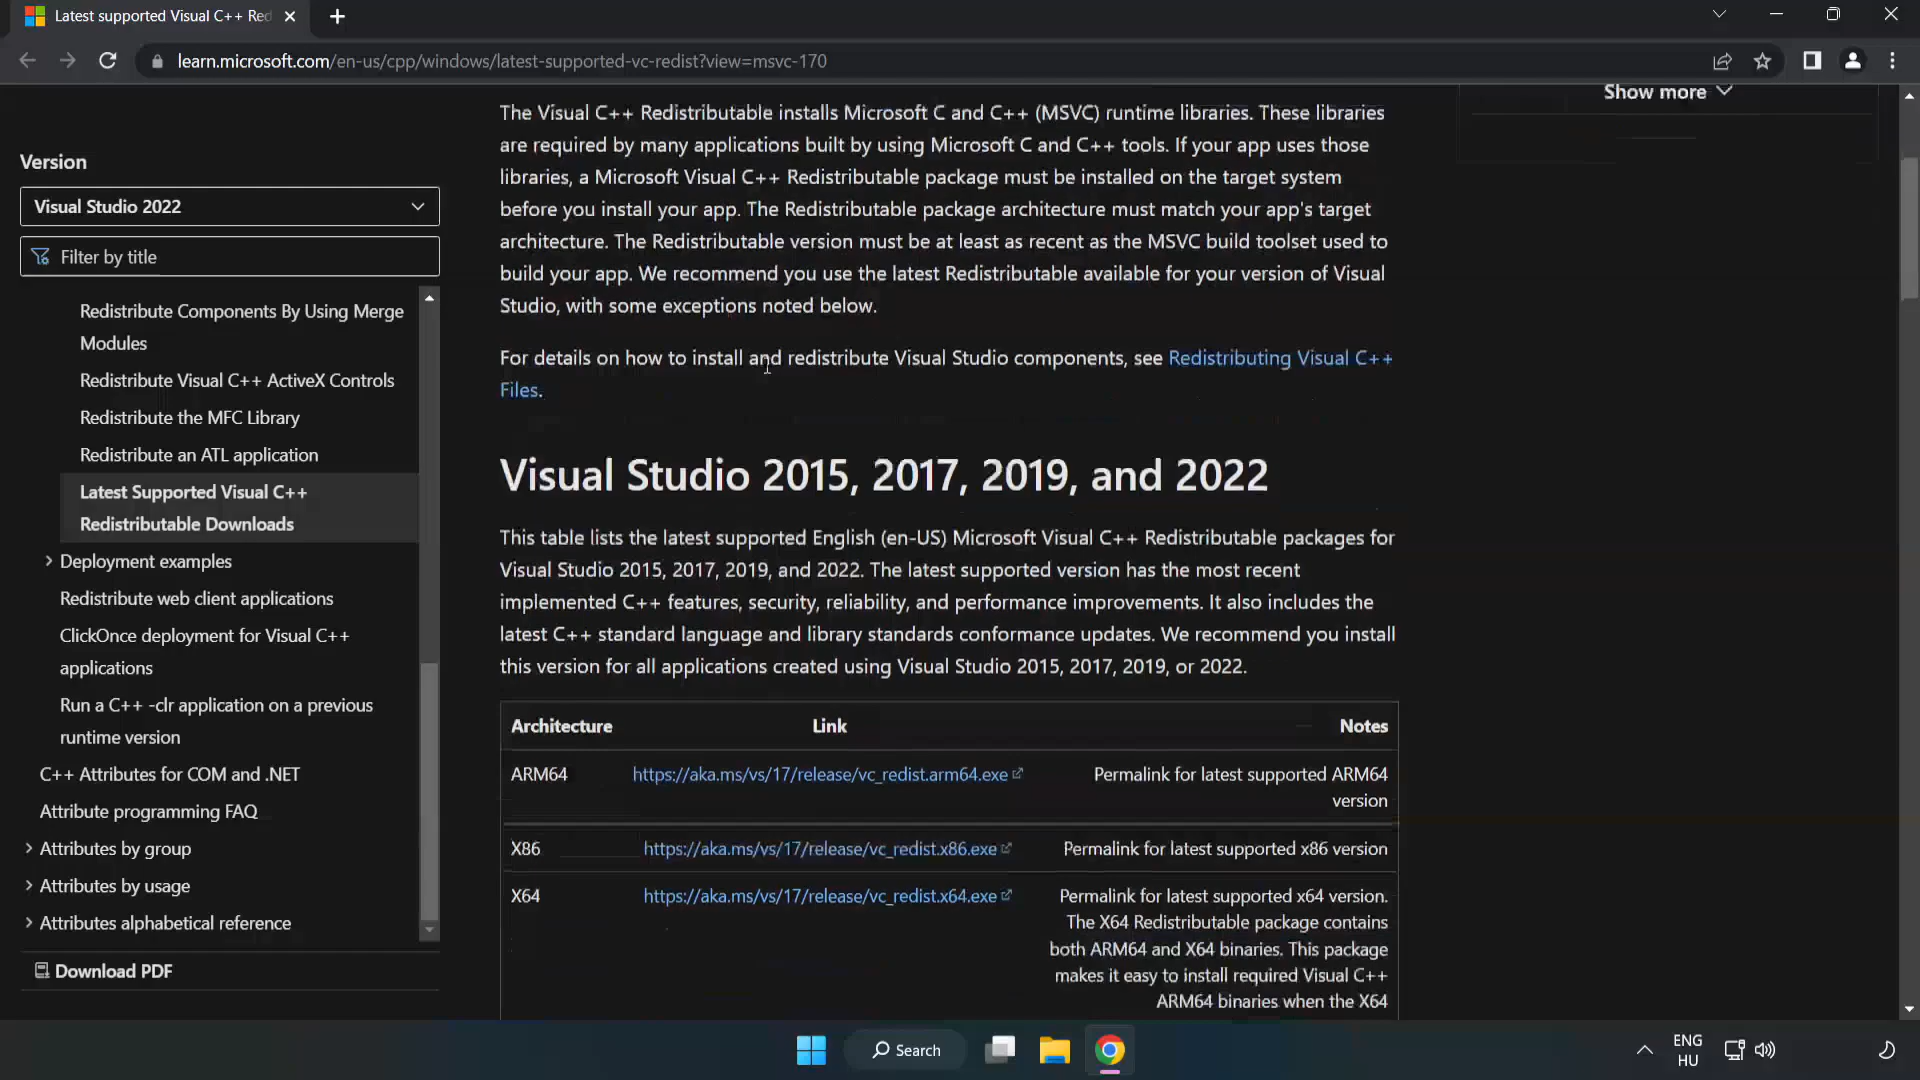 Latest supported Visual C++ Red
learn.microsoft.com/en-us/cpp/windows/latest-supported-vc-redist?view=msvc-170
Version
Visual Studio 2022
Filter by title
Redistribute Components By Using Merge
Modules
Redistribute Visual C++ ActiveX Controls
Redistribute the MFC Library
Redistribute an ATL application
Latest Supported Visual C++
Redistributable Downloads
Deployment examples
Redistribute web client applications
ClickOnce deployment for Visual C++
applications
Run a C++ -clr application on a previous
runtime version
C++ Attributes for COM and .NET
Attribute programming FAQ
Attributes by group
Attributes by usage
Attributes alphabetical reference
Download PDF
The Visual C++ Redistributable installs Microsoft C and C++ (MSVC) runtime libraries. These libraries
are required by many applications built by using Microsoft C and C++ tools. If your app uses those
libraries, a Microsoft Visual C++ Redistributable package must be installed on the target system
before you install your app. The Redistributable package architecture must match your app's target
architecture. The Redistributable version must be at least as recent as the MSVC build toolset used to
build your app. We recommend you use the latest Redistributable available for your version of Visual
Studio, with some exceptions noted below.
For details on how to install and redistribute Visual Studio components, see Redistributing Visual C++
Files.
Visual Studio 2015, 2017, 2019, and 2022
This table lists the latest supported English (en-US) Microsoft Visual C++ Redistributable packages for
Visual Studio 2015, 2017, 2019, and 2022. The latest supported version has the most recent
implemented C++ features, security, reliability, and performance improvements. It also includes the
latest C++ standard language and library standards conformance updates. We recommend you install
this version for all applications created using Visual Studio 2015, 2017, 2019, or 2022.
Architecture Link Notes
ARM64 https://aka.ms/vs/17/release/vc_redist.arm64.exe Permalink for latest supported ARM64
version
X86 https://aka.ms/vs/17/release/vc_redist.x86.exe Permalink for latest supported x86 version
X64 https://aka.ms/vs/17/release/vc_redist.x64.exe Permalink for latest supported x64 version.
The X64 Redistributable package contains
both ARM64 and X64 binaries. This package
makes it easy to install required Visual C++
ARM64 binaries when the X64
Show more
Search
ENG
HU